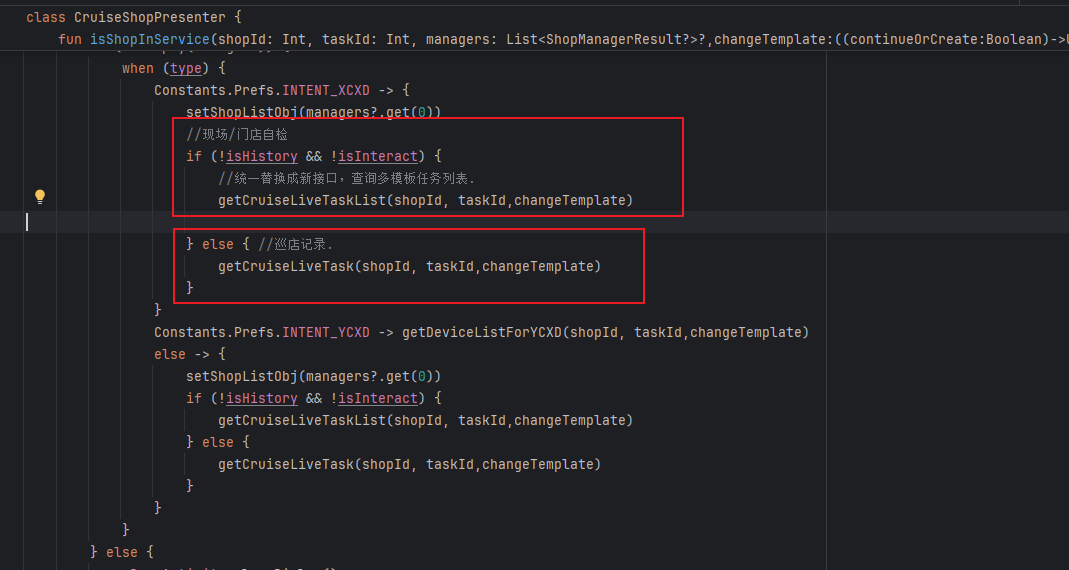 class CruiseShopPresenter {
fun isShopInService(shopId: Int, taskId: Int, managers: List<ShopManagerResult?>?,changeTemplate:((continueOrCreate:Boolean)->
when (type) {
Constants.Prefs.INTENT_XCXD -> {
setShopListObj(managers?.get(0))
//现场/门店自检
if (!isHistory && !isInteract) {
//统一替换成新接口，查询多模板任务列表.
getCruiseLiveTaskList(shopId, taskId,changeTemplate)
} else { //巡店记录.
getCruiseLiveTask(shopId, taskId,changeTemplate)
}
}
Constants.Prefs.INTENT_YCXD -> getDeviceListForYCXD(shopId, taskId,changeTemplate)
else -> {
setShopListObj(managers?.get(0))
if (!isHistory && !isInteract) {
getCruiseLiveTaskList(shopId, taskId,changeTemplate)
} else {
getCruiseLiveTask(shopId, taskId,changeTemplate)
}
}
}
} else {